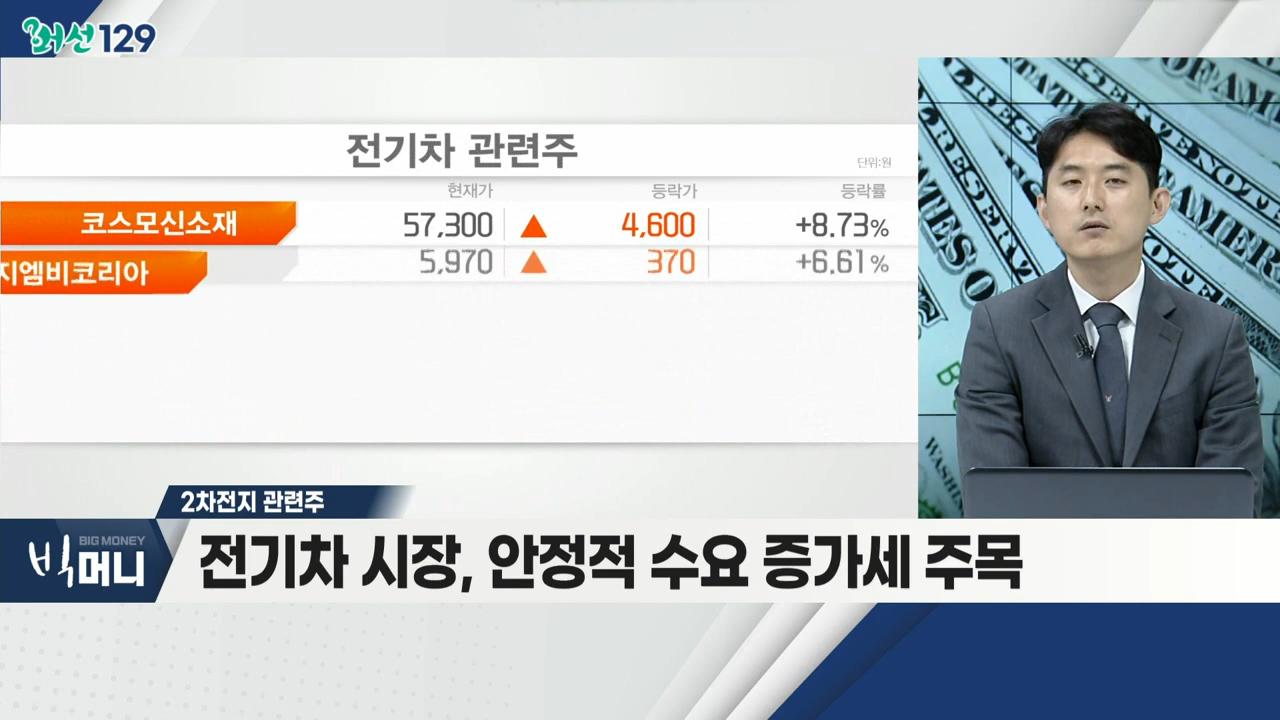 머선129
전기차 관련주
단위:원
현재가 등락가 등락률
코스모신소재 57,300 ▲ 4,600 +8.73%
지엠비코리아 5,970 ▲ 370 +6.61%
2차전지 관련주
BIG MONEY
빅머니
전기차 시장, 안정적 수요 증가세 주목